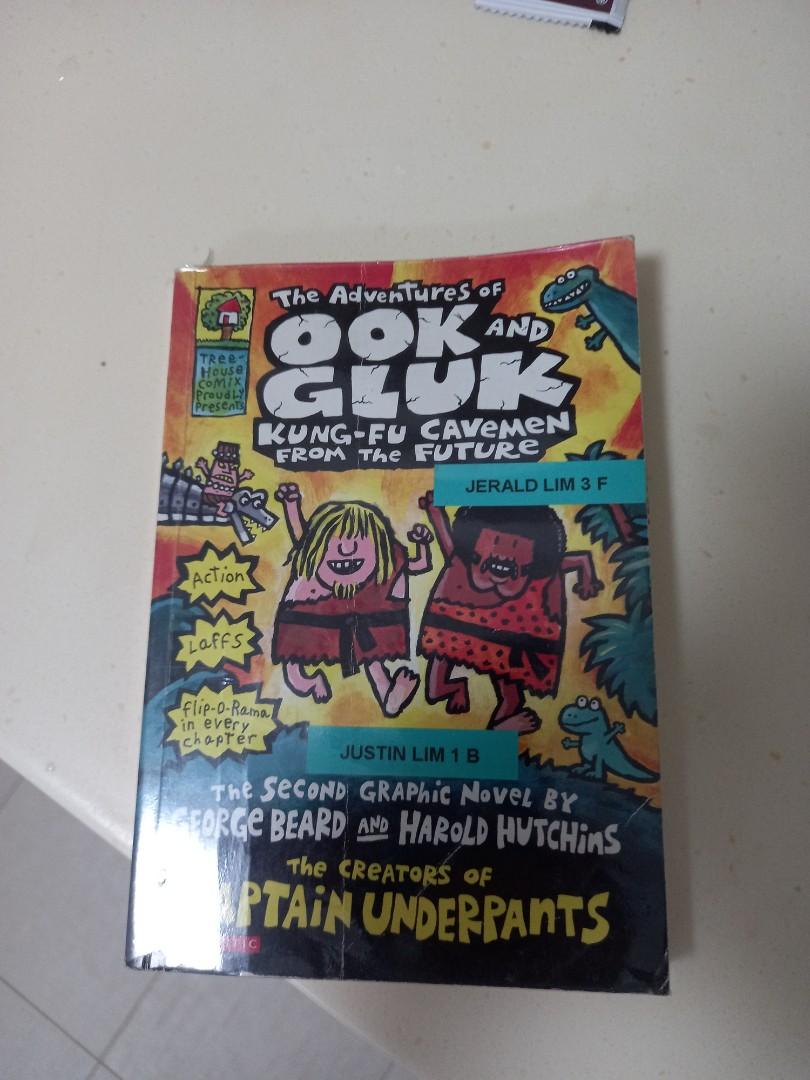 The Adventures of
OOK AND
GLUK
KUNG-FU CAVEMEN
FROM THE FUTURE
TREE-
HOUSE
COMIX
PROUDLY
PRESENTS
JERALD LIM 3 F
Action
Laffs
Flip-O-Rama
in every
chapter
JUSTIN LIM 1 B
The Second Graphic Novel by
George Beard and Harold Hutchins
The Creators of
CAPTAIN UNDERPANTS